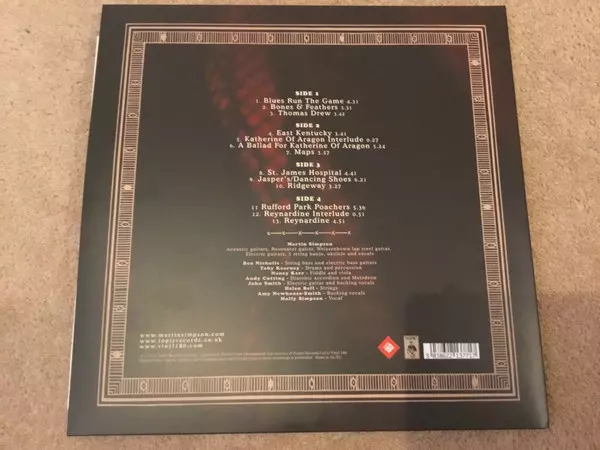 SIDE 1
1. Blues Run The Game 4.31
2. Bones & Feathers
3. Thomas Drew 3.42
SIDE 2
4. East Kentucky 3.41
5. Katherine Of Aragon Interlude 0.27
6. A Ballad For Katherine Of Aragon 3.24
7. Maps 3.37
SIDE 3
8. St. James Hospital 4.41
9. Jasper's/Dancing Shoes 6.21
10. Ridgeway 3.27
SIDE 4
11 Rufford Park Poachers 5.36
12. Reynardine Interlude 0.51
13. Reynardine 4.51
Martin Simpson
Acoustic guitars, Resonator guitar, Weissenborn lap steel guitar,
Electric guitar, 5 string banjo, ukulele and vocals
Ben Nicholls - String bass and electric bass guitars
Toby Kearney - Drums and percussion
Nancy Kerr - Fiddle and viola
Andy Cutting - Diatonic accordion and Melodeon
John Smith - Electric guitar and backing vocals
Helen Bell - Strings
Amy Newhouse-Smith - Backing vocals
Molly Simpson - Vocal
www.martinsimpson.com
www.topicrecords.co.uk
www.vinyl180.com